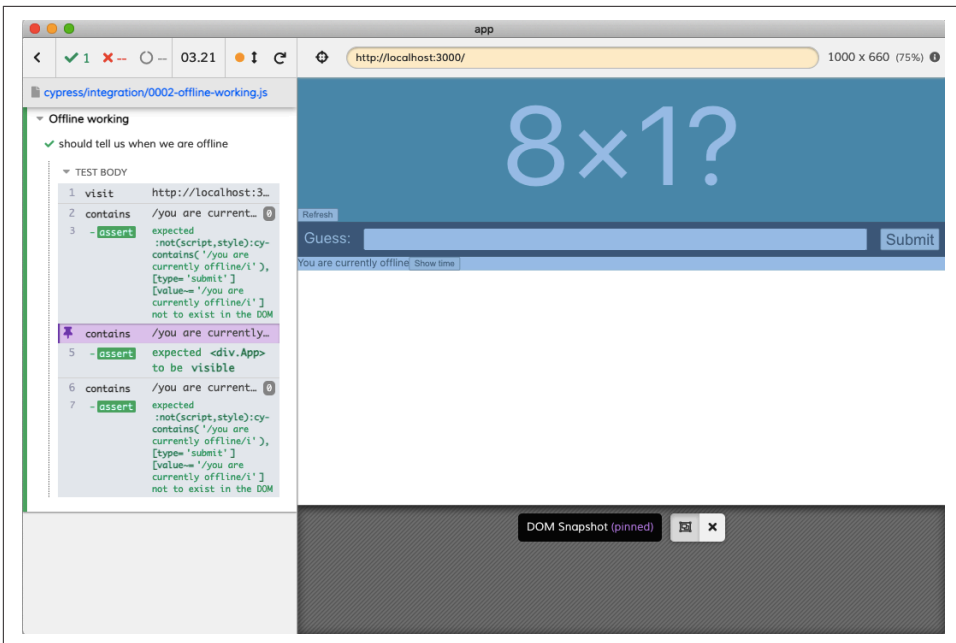 app
1 -- -- 03.21
http://localhost:3000/
1000 x 660 (75%)
cypress/integration/0002-offline-working.js
Offline working
should tell us when we are offline
TEST BODY
1 visit http://localhost:3…
2 contains /you are current… 0
3 - assert expected
:not(script,style):cy-
contains('/you are
currently offline/i'),
[type='submit']
[value~='/you are
currently offline/i']
not to exist in the DOM
contains /you are currently…
5 - assert expected <div.App>
to be visible
6 contains /you are current… 0
7 - assert expected
:not(script,style):cy-
contains('/you are
currently offline/i'),
[type='submit']
[value~='/you are
currently offline/i']
not to exist in the DOM
8×1?
Refresh
Guess: Submit
You are currently offline Show time
DOM Snapshot (pinned)